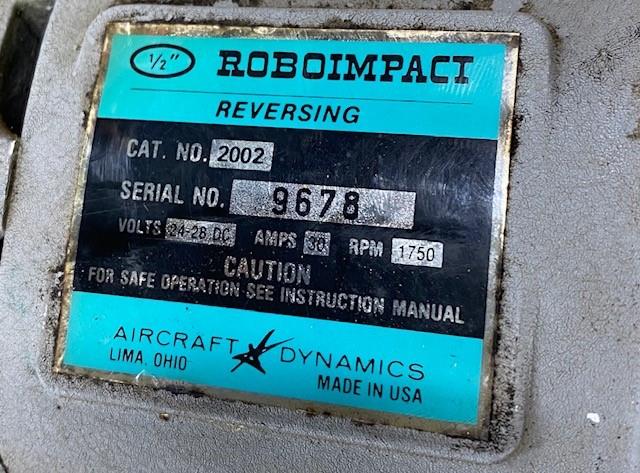 1/2" ROBOIMPACT
REVERSING
CAT. NO. 2002
SERIAL NO. 9678
VOLTS 24-28 DC AMPS 30 RPM 1750
CAUTION
FOR SAFE OPERATION SEE INSTRUCTION MANUAL
AIRCRAFT DYNAMICS
LIMA, OHIO
MADE IN USA